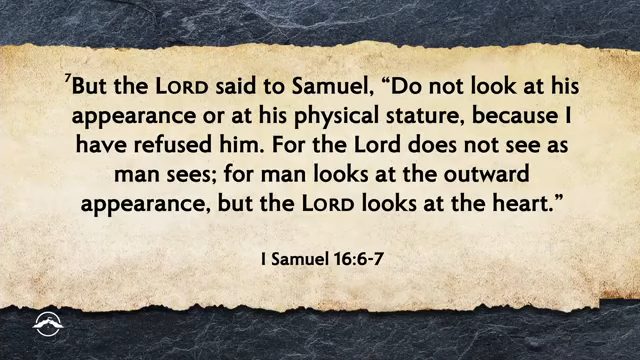 ⁷But the LORD said to Samuel, “Do not look at his
appearance or at his physical stature, because I
have refused him. For the Lord does not see as
man sees; for man looks at the outward
appearance, but the LORD looks at the heart.”
I Samuel 16:6-7